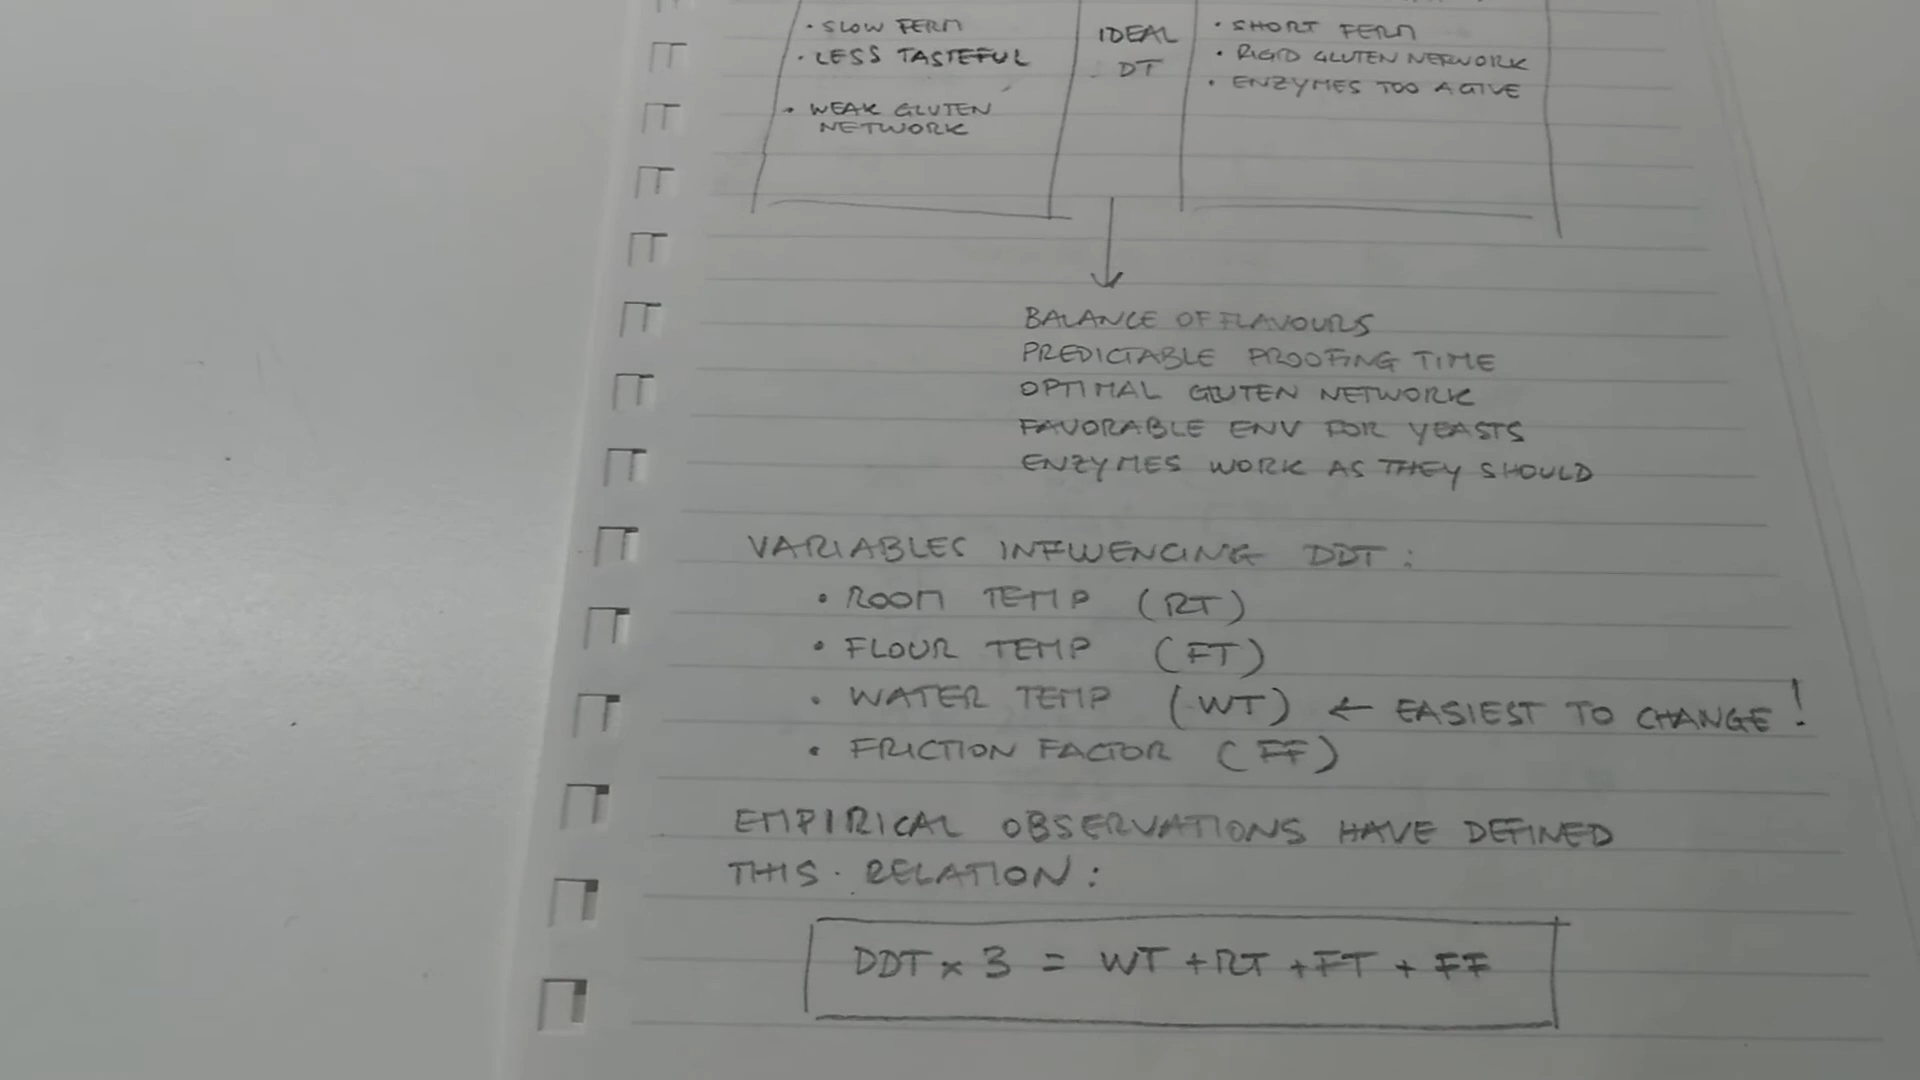 • SLOW FERM
• LESS TASTEFUL
• WEAK GLUTEN
NETWORK
IDEAL
DT
• SHORT FERM
• RIGID GLUTEN NERWORK
• ENZYMES TOO ACTIVE
BALANCE OF FLAVOURS
PREDICTABLE PROOFING TIME
OPTIMAL GLUTEN NETWORK
FAVORABLE ENV FOR YEASTS
ENZYMES WORK AS THEY SHOULD
VARIABLES INFLUENCING DDT:
• ROOM TEMP (RT)
• FLOUR TEMP (FT)
• WATER TEMP (WT) ← EASIEST TO CHANGE!
• FRICTION FACTOR (FF)
EMPIRICAL OBSERVATIONS HAVE DEFINED
THIS RELATION:
DDT x 3 = WT + RT + FT + FF